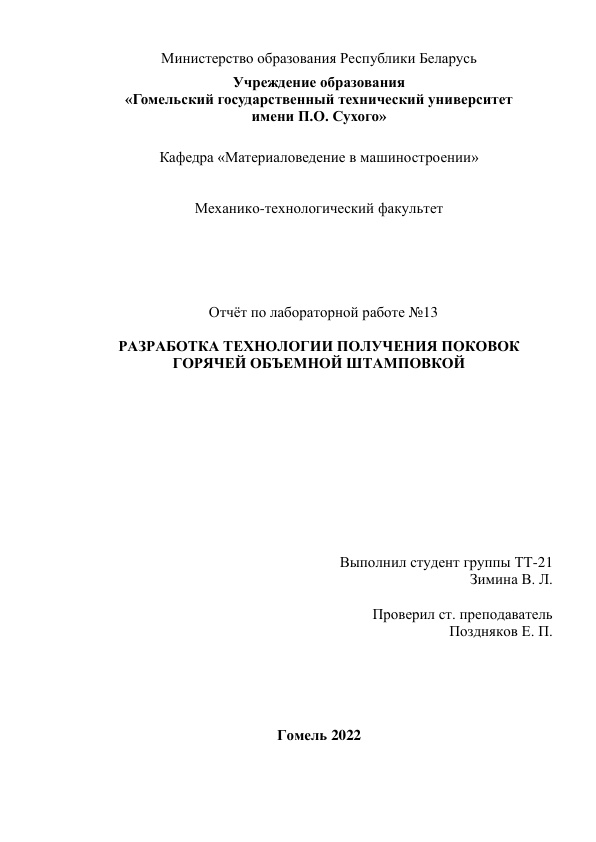 Министерство образования Республики Беларусь
Учреждение образования
«Гомельский государственный технический университет
имени П.О. Сухого»
Кафедра «Материаловедение в машиностроении»
Механико-технологический факультет
Отчёт по лабораторной работе №13
РАЗРАБОТКА ТЕХНОЛОГИИ ПОЛУЧЕНИЯ ПОКОВОК
ГОРЯЧЕЙ ОБЪЕМНОЙ ШТАМПОВКОЙ
Выполнил студент группы ТТ-21
Зимина В. Л.
Проверил ст. преподаватель
Поздняков Е. П.
Гомель 2022